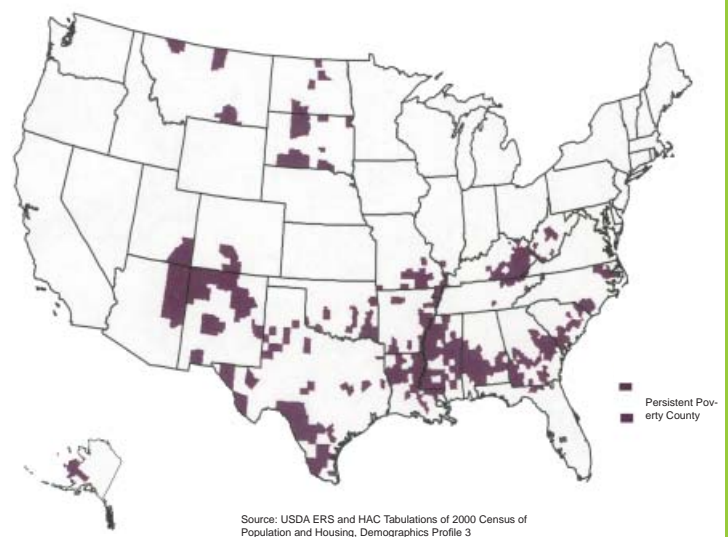 Persistent Pov-
erty County
Source: USDA ERS and HAC Tabulations of 2000 Census of
Population and Housing, Demographics Profile 3